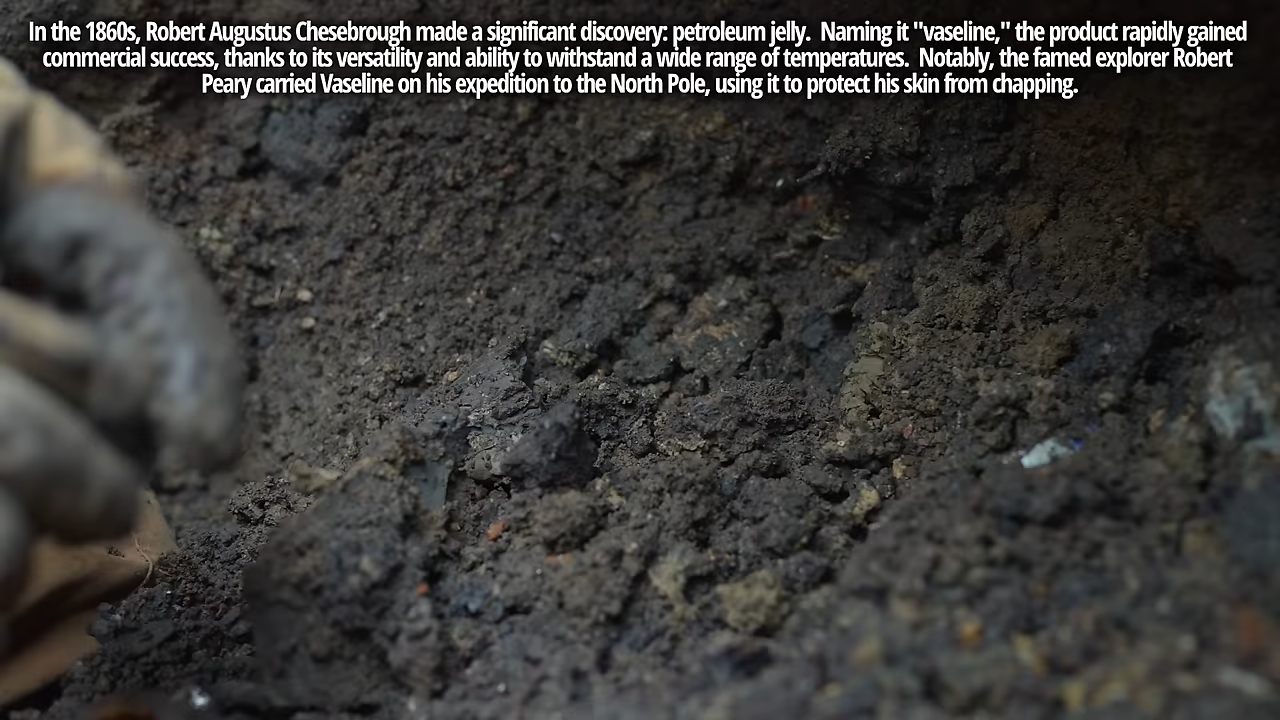 In the 1860s, Robert Augustus Chesebrough made a significant discovery: petroleum jelly.  Naming it "vaseline," the product rapidly gained
commercial success, thanks to its versatility and ability to withstand a wide range of temperatures.  Notably, the famed explorer Robert
Peary carried Vaseline on his expedition to the North Pole, using it to protect his skin from chapping.